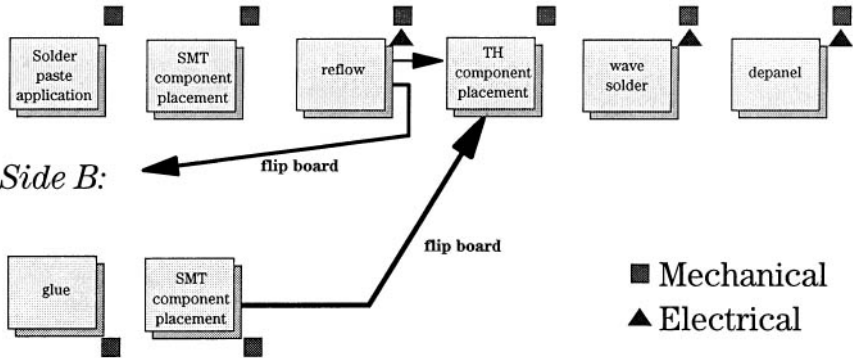 Solder
paste
application
SMT
component
placement
reflow
TH
component
placement
wave
solder
depanel
flip board
Side B:
flip board
glue
SMT
component
placement
Mechanical
Electrical